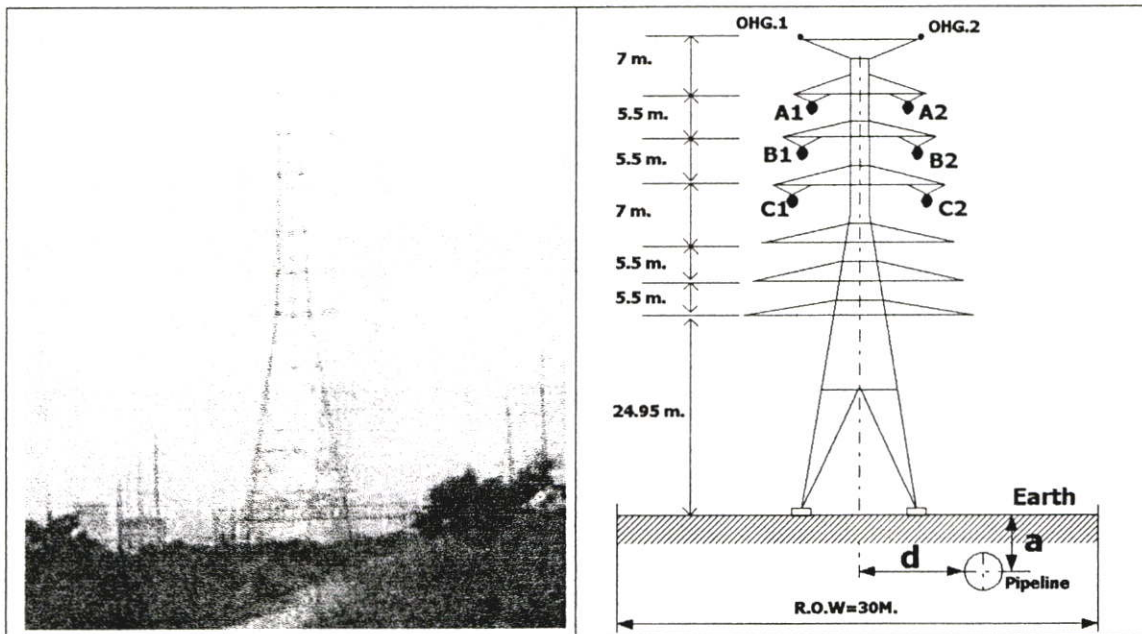 OHG.1 OHG.2
7 m.
5.5 m.
A1 A2
5.5 m.
B1 B2
7 m.
C1 C2
5.5 m.
5.5 m.
24.95 m.
Earth
a
d
Pipeline
R.O.W=30M.